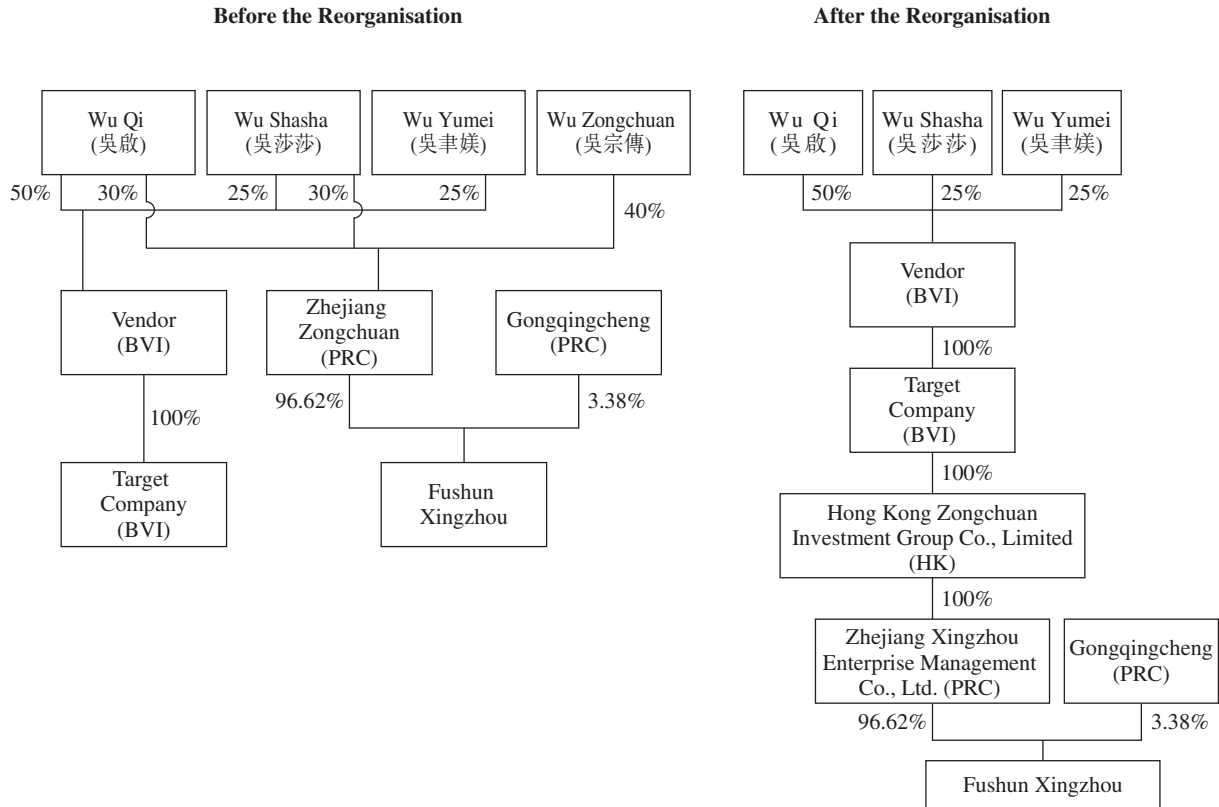 Before the Reorganisation
Wu Qi
(吳啟)
Wu Shasha
(吳莎莎)
Wu Yumei
(吳聿媄)
Wu Zongchuan
(吳宗傳)
50%
30%
25%
30%
25%
40%
Vendor
(BVI)
Zhejiang
Zongchuan
(PRC)
Gongqingcheng
(PRC)
100%
96.62%
3.38%
Target
Company
(BVI)
Fushun
Xingzhou
After the Reorganisation
Wu Qi
(吳啟)
Wu Shasha
(吳莎莎)
Wu Yumei
(吳聿媄)
50%
25%
25%
Vendor
(BVI)
100%
Target
Company
(BVI)
100%
Hong Kong Zongchuan
Investment Group Co., Limited
(HK)
100%
Zhejiang Xingzhou
Enterprise Management
Co., Ltd. (PRC)
Gongqingcheng
(PRC)
96.62%
3.38%
Fushun Xingzhou